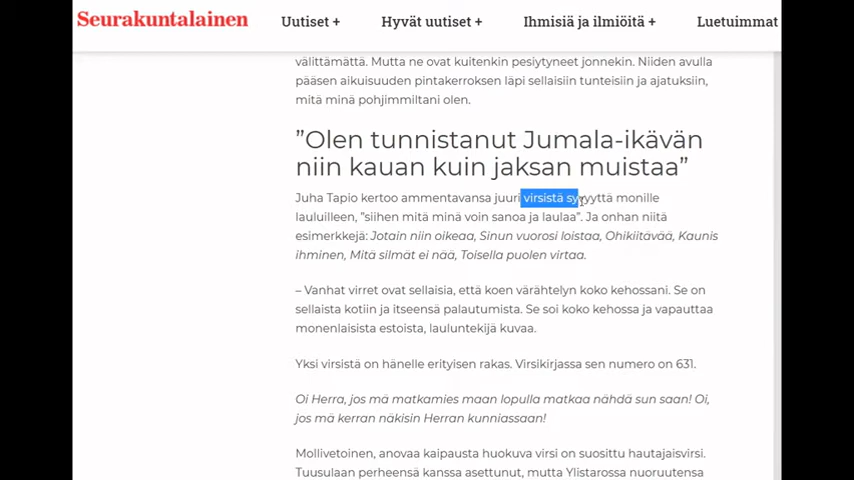 Seurakuntalainen
Uutiset +
Hyvät uutiset +
Ihmisiä ja ilmiöitä +
Luetuimmat
välittämättä. Mutta ne ovat kuitenkin pesiytyneet jonnekin. Niiden avulla
pääsen aikuisuuden pintakerroksen läpi sellaisiin tunteisiin ja ajatuksiin,
mitä minä pohjimmiltani olen.
”Olen tunnistanut Jumala-ikävän
niin kauan kuin jaksan muistaa”
Juha Tapio kertoo ammentavansa juuri virsistä syvyyttä monille
lauluilleen, ”siihen mitä minä voin sanoa ja laulaa”. Ja onhan niitä
esimerkkejä: Jotain niin oikeaa, Sinun vuorosi loistaa, Ohikiitävää, Kaunis
ihminen, Mitä silmät ei nää, Toisella puolen virtaa.
– Vanhat virret ovat sellaisia, että koen värähtelyn koko kehossani. Se on
sellaista kotiin ja itseensä palautumista. Se soi koko kehossa ja vapauttaa
monenlaisista estoista, lauluntekijä kuvaa.
Yksi virsistä on hänelle erityisen rakas. Virsikirjassa sen numero on 631.
Oi Herra, jos mä matkamies maan lopulla matkaa nähdä sun saan! Oi,
jos mä kerran näkisin Herran kunniassaan!
Mollivetoinen, anovaa kaipausta huokuva virsi on suosittu hautajaisvirsi.
Tuusulaan perheensä kanssa asettunut, mutta Ylistarossa nuoruutensa